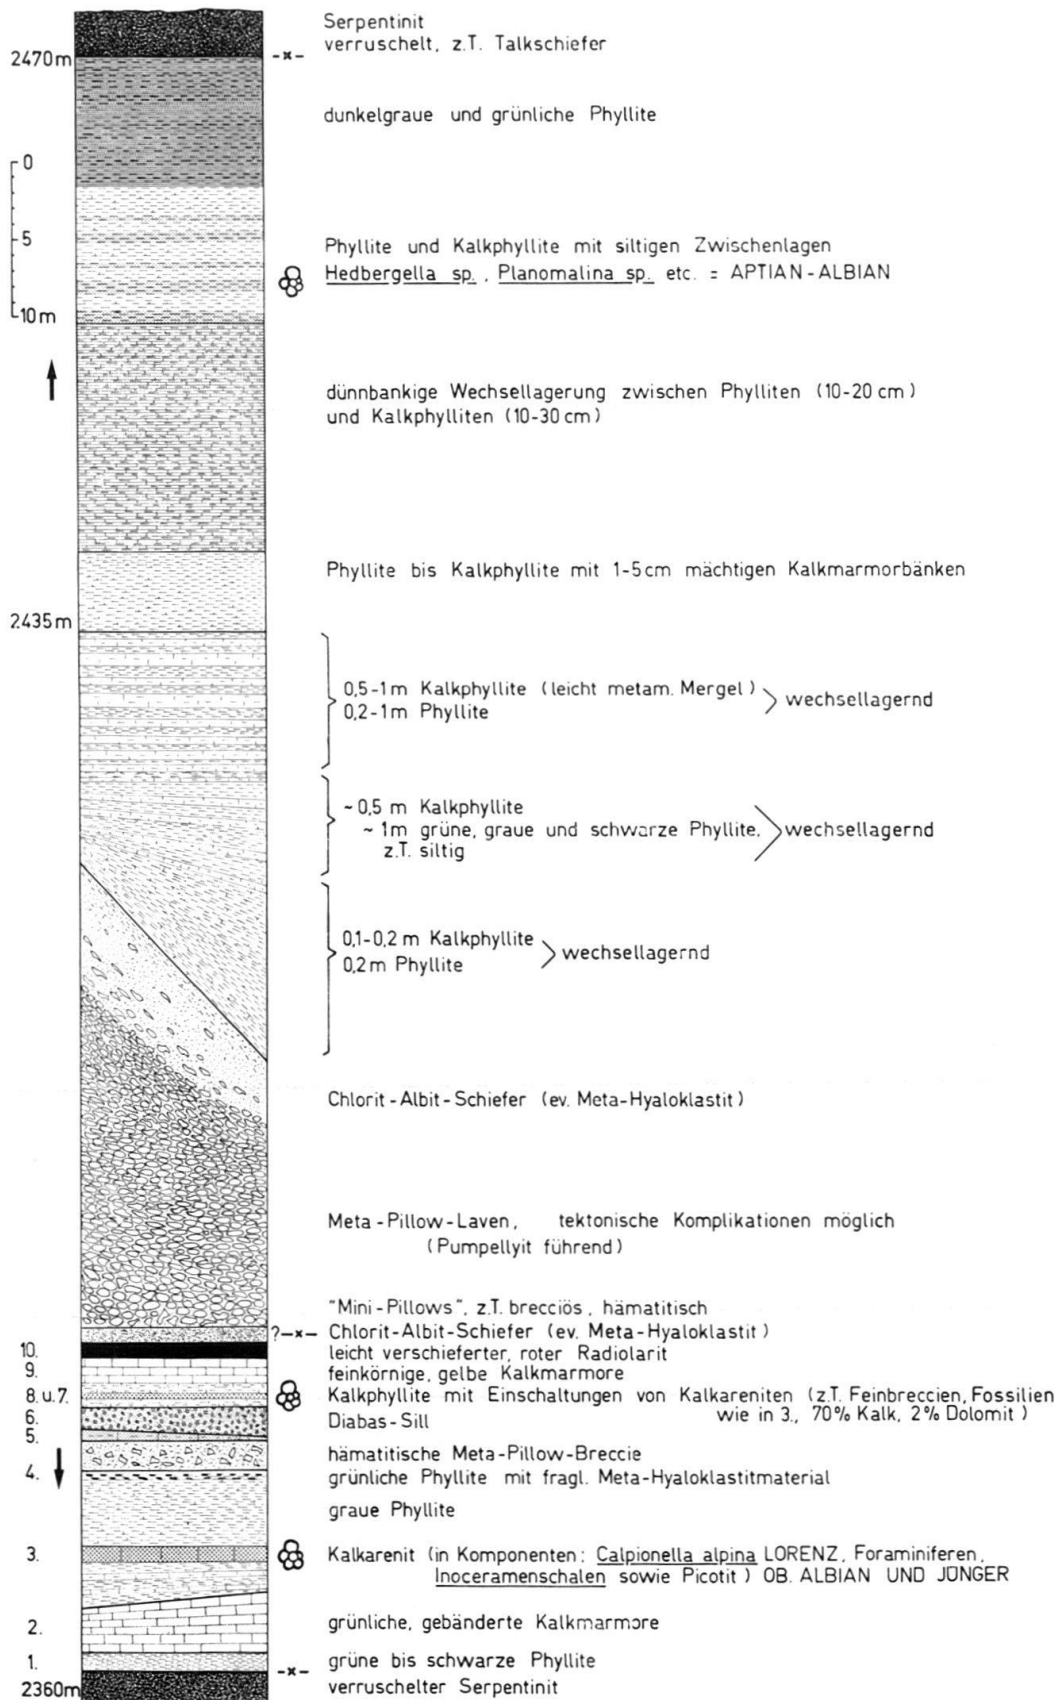 Serpentinit
verruschelt, z.T. Talkschiefer
2470m
-x-
dunkelgraue und grünliche Phyllite
0
5
10m
Phyllite und Kalkphyllite mit siltigen Zwischenlagen
Hedbergella sp., Planomalina sp. etc. = APTIAN-ALBIAN
dünnbankige Wechsellagerung zwischen Phylliten (10-20 cm)
und Kalkphylliten (10-30 cm)
Phyllite bis Kalkphyllite mit 1-5cm mächtigen Kalkmarmorbänken
2435m
0,5-1m Kalkphyllite (leicht metam. Mergel)
0,2-1m Phyllite
wechsellagernd
~0,5 m Kalkphyllite
~ 1m grüne, graue und schwarze Phyllite,
z.T. siltig
wechsellagernd
0,1-0,2 m Kalkphyllite
0,2m Phyllite
wechsellagernd
Chlorit-Albit-Schiefer (ev. Meta-Hyaloklastit)
Meta-Pillow-Laven, tektonische Komplikationen möglich
(Pumpellyit führend)
"Mini-Pillows", z.T. brecciös, hämatitisch
?-x- Chlorit-Albit-Schiefer (ev. Meta-Hyaloklastit)
10. leicht verschieferter, roter Radiolarit
9. feinkörnige, gelbe Kalkmarmore
8. u. 7. Kalkphyllite mit Einschaltungen von Kalkareniten (z.T. Feinbreccien, Fossilien
wie in 3., 70% Kalk, 2% Dolomit)
6. Diabas-Sill
5.
hämatitische Meta-Pillow-Breccie
4. grünliche Phyllite mit fragl. Meta-Hyaloklastitmaterial
graue Phyllite
3. Kalkarenit (in Komponenten: Calpionella alpina LORENZ, Foraminiferen,
Inoceramenschalen sowie Picotit) OB. ALBIAN UND JÜNGER
2. grünliche, gebänderte Kalkmarmore
1. grüne bis schwarze Phyllite
-x-
2360m verruschelter Serpentinit